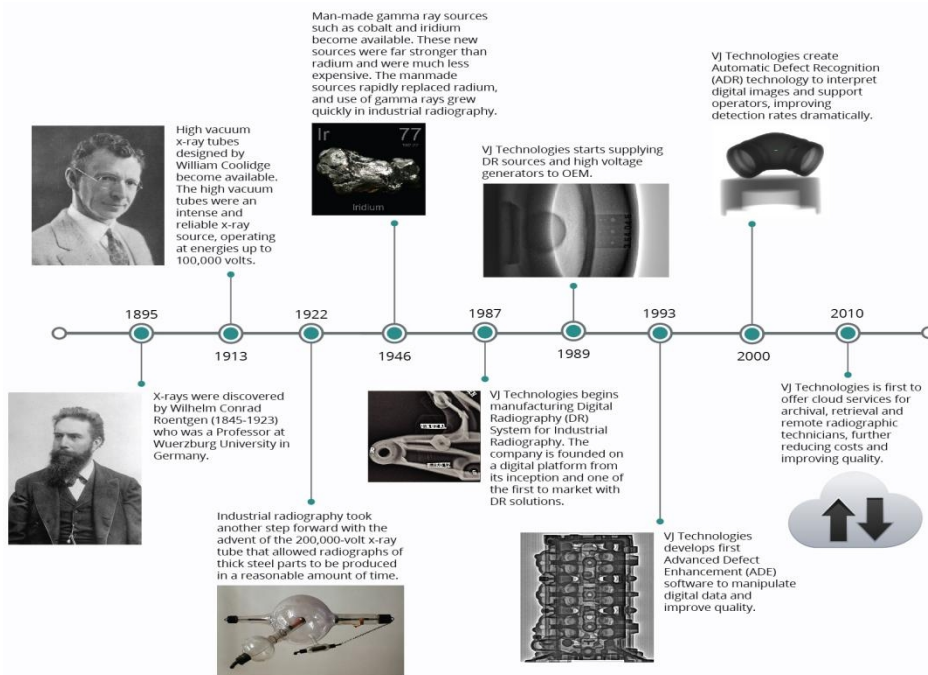 Man-made gamma ray sources
such as cobalt and iridium
become available. These new
sources were far stronger than
radium and were much less
expensive. The manmade
sources rapidly replaced radium,
and use of gamma rays grew
quickly in industrial radiography.
VJ Technologies create
Automatic Defect Recognition
(ADR) technology to interpret
digital images and support
operators, improving
detection rates dramatically.
High vacuum
x-ray tubes
designed by
William Coolidge
become available.
The high vacuum
tubes were an
intense and
reliable x-ray
source, operating
at energies up to
100,000 volts.
Ir 77
Iridium
VJ Technologies starts supplying
DR sources and high voltage
generators to OEM.
1895
1922
1987
1993
2010
1913
1946
1989
2000
X-rays were discovered
by Wilhelm Conrad
Roentgen (1845-1923)
who was a Professor at
Wuerzburg University in
Germany.
VJ Technologies begins
manufacturing Digital
Radiography (DR)
System for Industrial
Radiography. The
company is founded on
a digital platform from
its inception and one of
the first to market with
DR solutions.
VJ Technologies is first to
offer cloud services for
archival, retrieval and
remote radiographic
technicians, further
reducing costs and
improving quality.
Industrial radiography took
another step forward with the
advent of the 200,000-volt x-ray
tube that allowed radiographs of
thick steel parts to be produced
in a reasonable amount of time.
VJ Technologies
develops first
Advanced Defect
Enhancement (ADE)
software to manipulate
digital data and
improve quality.